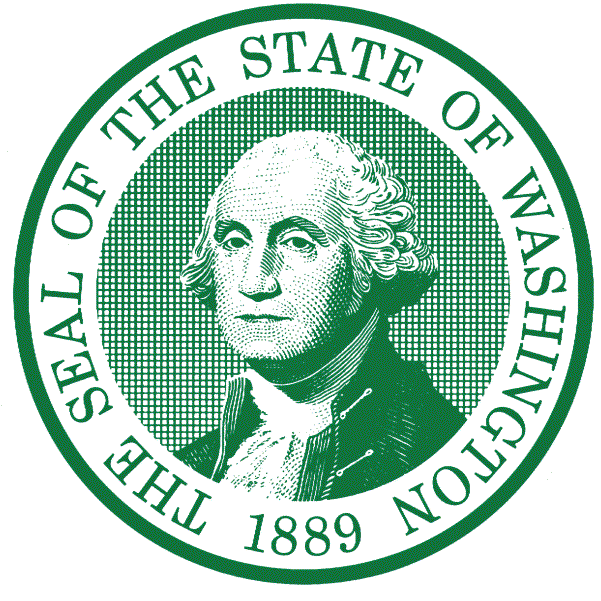 THE SEAL OF THE STATE OF WASHINGTON
1889